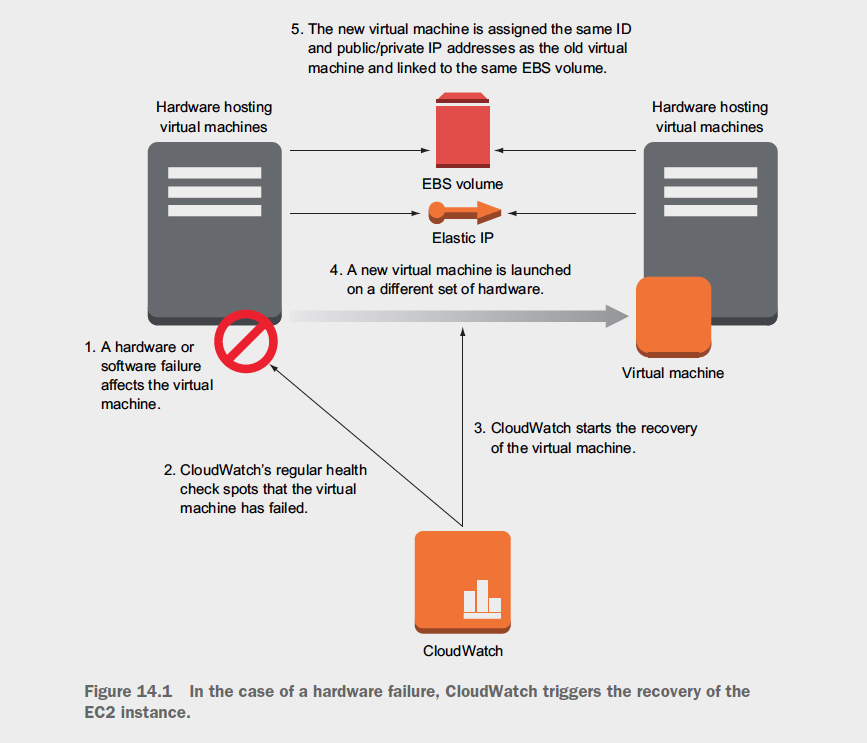 5. The new virtual machine is assigned the same ID
and public/private IP addresses as the old virtual
machine and linked to the same EBS volume.
Hardware hosting
virtual machines
Hardware hosting
virtual machines
EBS volume
Elastic IP
4. A new virtual machine is launched
on a different set of hardware.
1. A hardware or
software failure
affects the virtual
machine.
Virtual machine
3. CloudWatch starts the recovery
of the virtual machine.
2. CloudWatch’s regular health
check spots that the virtual
machine has failed.
CloudWatch
Figure 14.1 In the case of a hardware failure, CloudWatch triggers the recovery of the
EC2 instance.